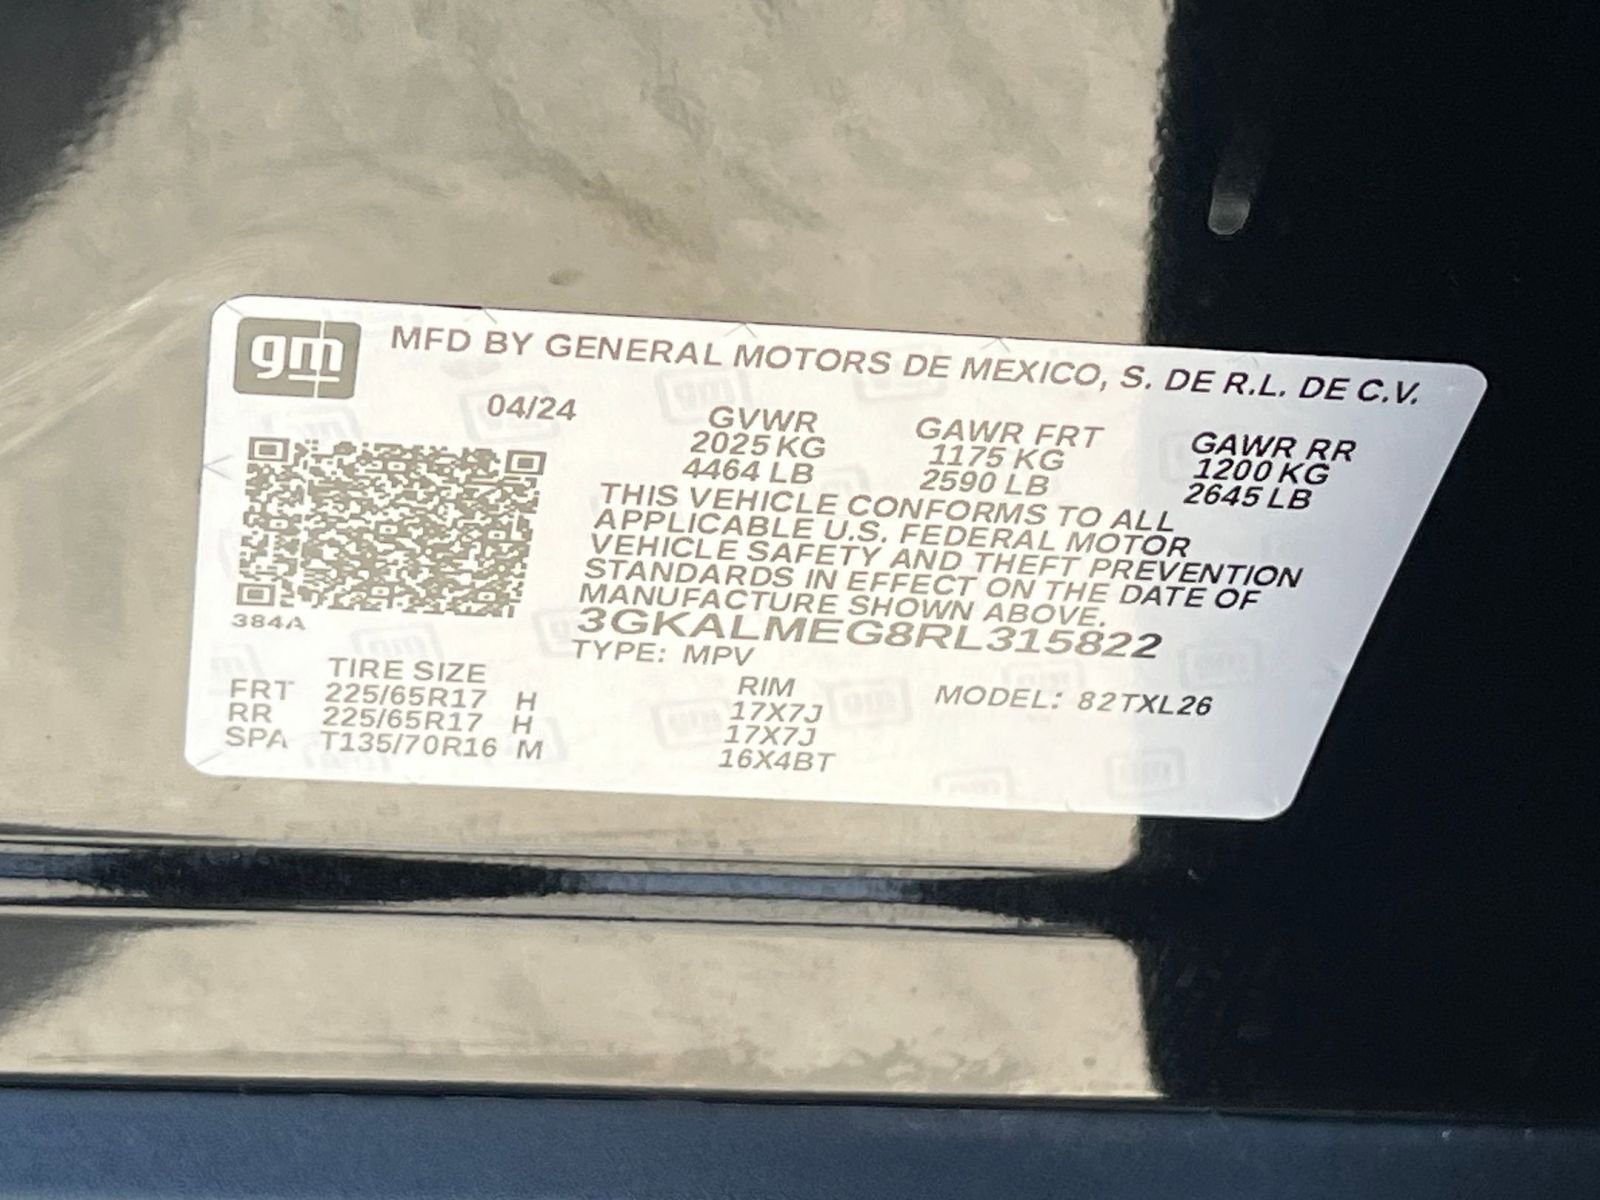 gm MFD BY GENERAL MOTORS DE MEXICO, S. DE R.L. DE C.V.
04/24 GVWR GAWR FRT GAWR RR
2025 KG 1175 KG 1200 KG
4464 LB 2590 LB 2645 LB
THIS VEHICLE CONFORMS TO ALL
APPLICABLE U.S. FEDERAL MOTOR
VEHICLE SAFETY AND THEFT PREVENTION
STANDARDS IN EFFECT ON THE DATE OF
MANUFACTURE SHOWN ABOVE.
384A 3GKALMEG8RL315822
TYPE: MPV
TIRE SIZE RIM MODEL: 82TXL26
FRT 225/65R17 H 17X7J
RR 225/65R17 H 17X7J
SPA T135/70R16 M 16X4BT